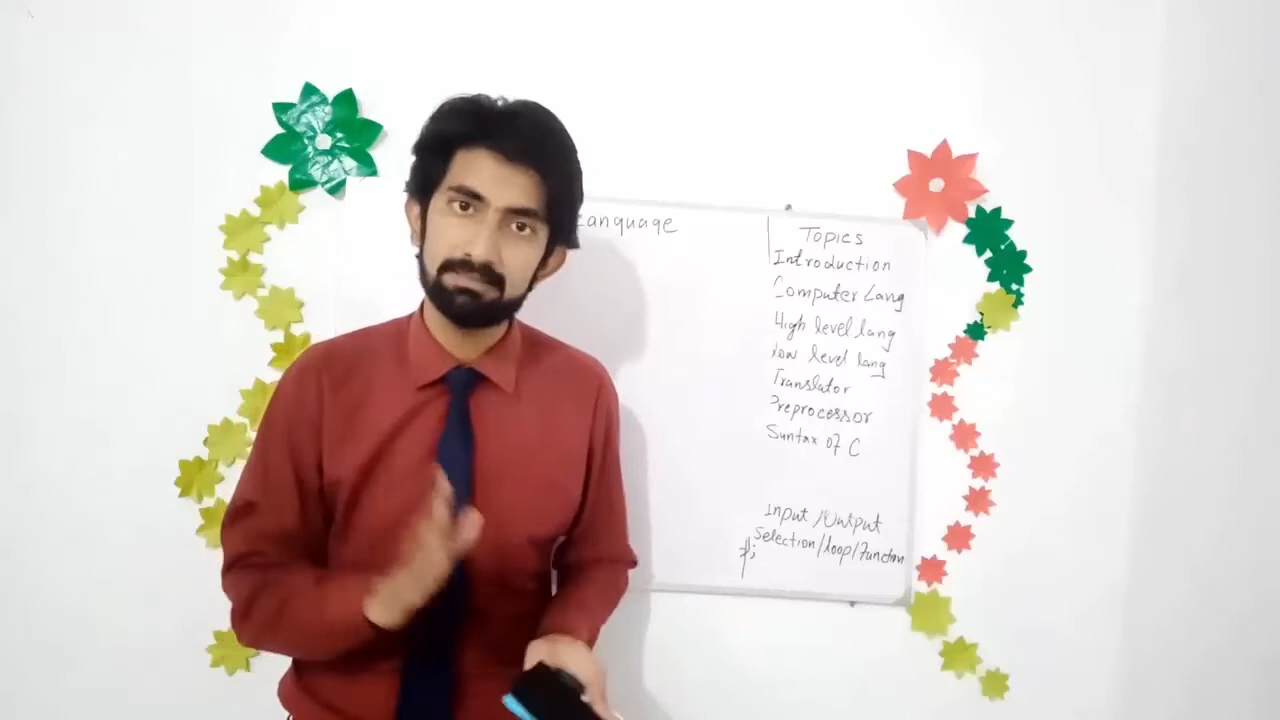 Language
Topics
Introduction
Computer Lang
High level lang
Low level lang
Translator
Preprocessor
Suntax of C
Input /Output
Selection/loop/Function